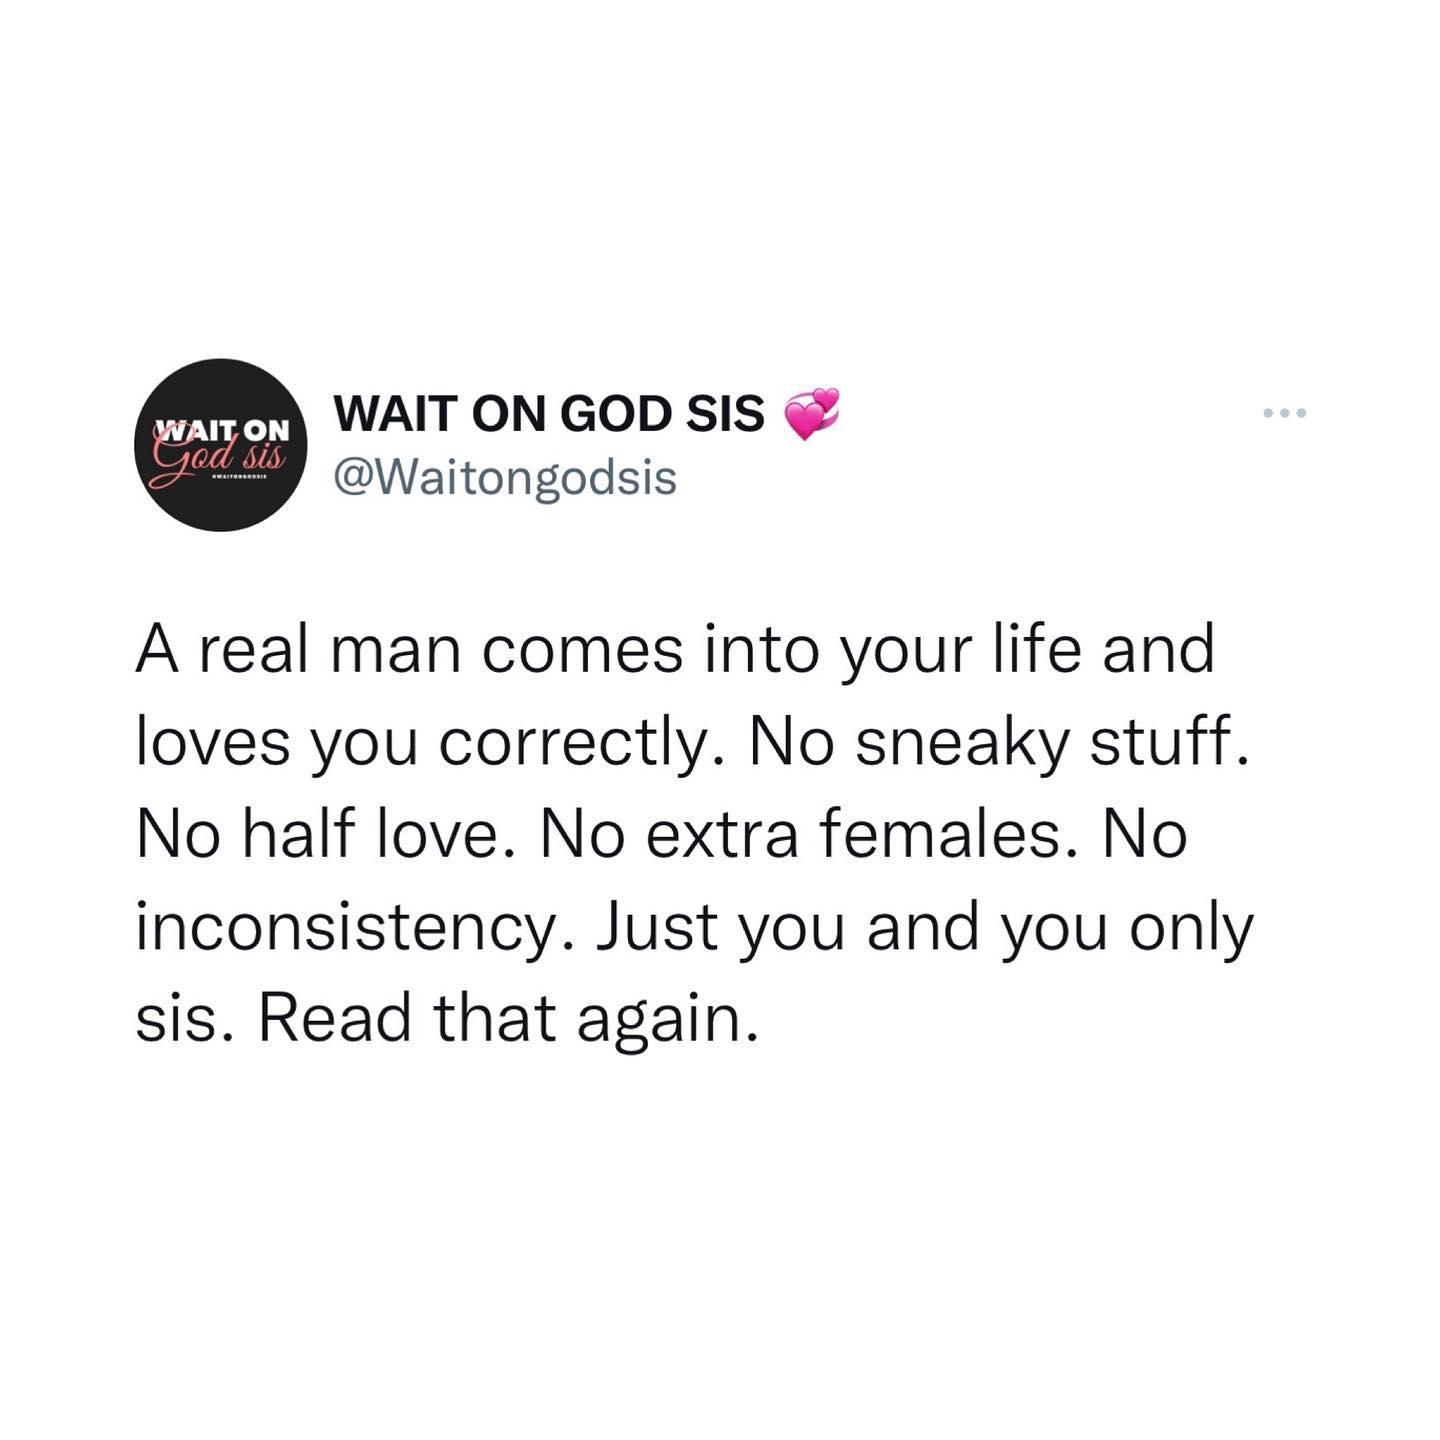 WAIT ON
God sis
@WAITONGODSIS
WAIT ON GOD SIS 💞
@Waitongodsis
A real man comes into your life and
loves you correctly. No sneaky stuff.
No half love. No extra females. No
inconsistency. Just you and you only
sis. Read that again.